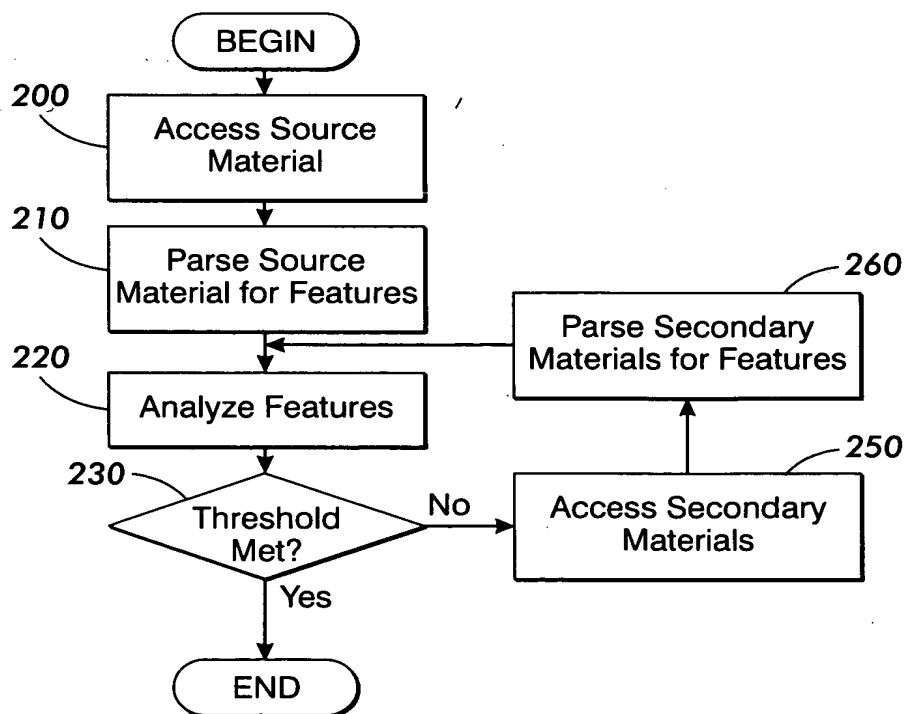 BEGIN
200
Access Source
Material
210
Parse Source
Material for Features
260
Parse Secondary
Materials for Features
220
Analyze Features
230
Threshold
Met?
No
250
Access Secondary
Materials
Yes
END